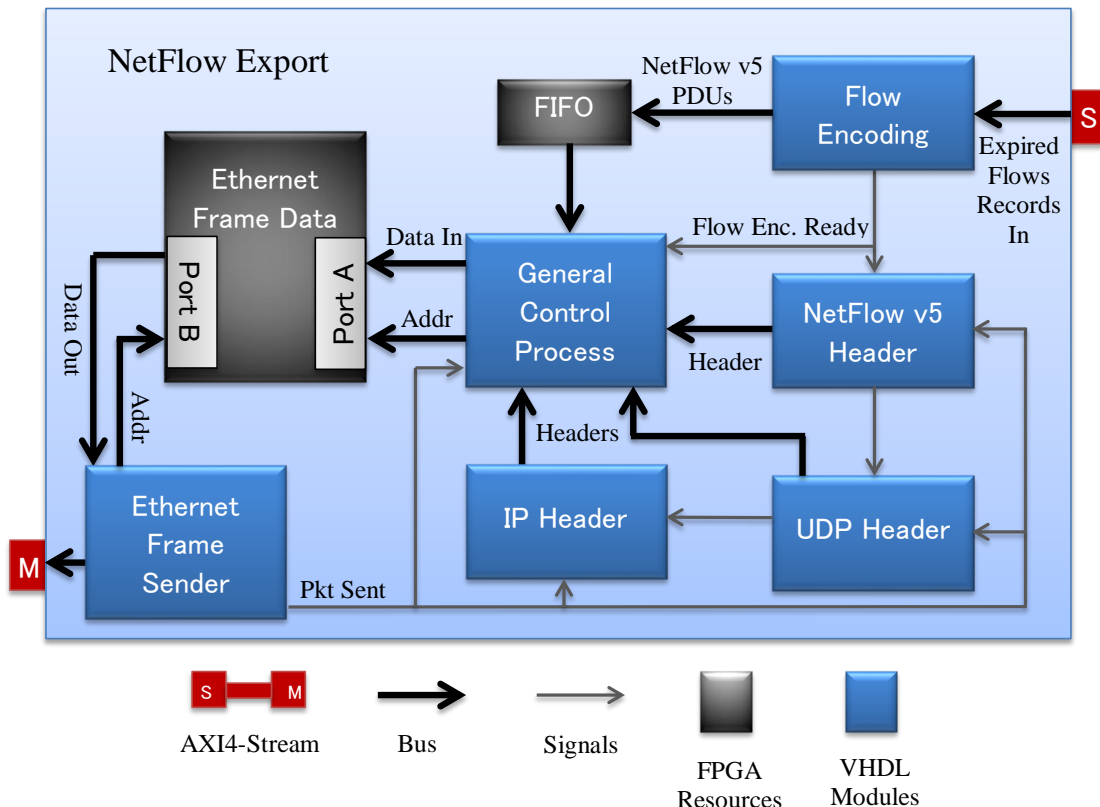 NetFlow Export
NetFlow v5
PDUs
FIFO
Flow
Encoding
S
Expired
Flows
Records
In
Ethernet
Frame Data
Port B
Port A
Data In
Addr
Flow Enc. Ready
General
Control
Process
NetFlow v5
Header
Header
Data Out
Addr
Headers
IP Header
UDP Header
Ethernet
Frame
Sender
M
Pkt Sent
S
M
AXI4-Stream
Bus
Signals
FPGA
Resources
VHDL
Modules